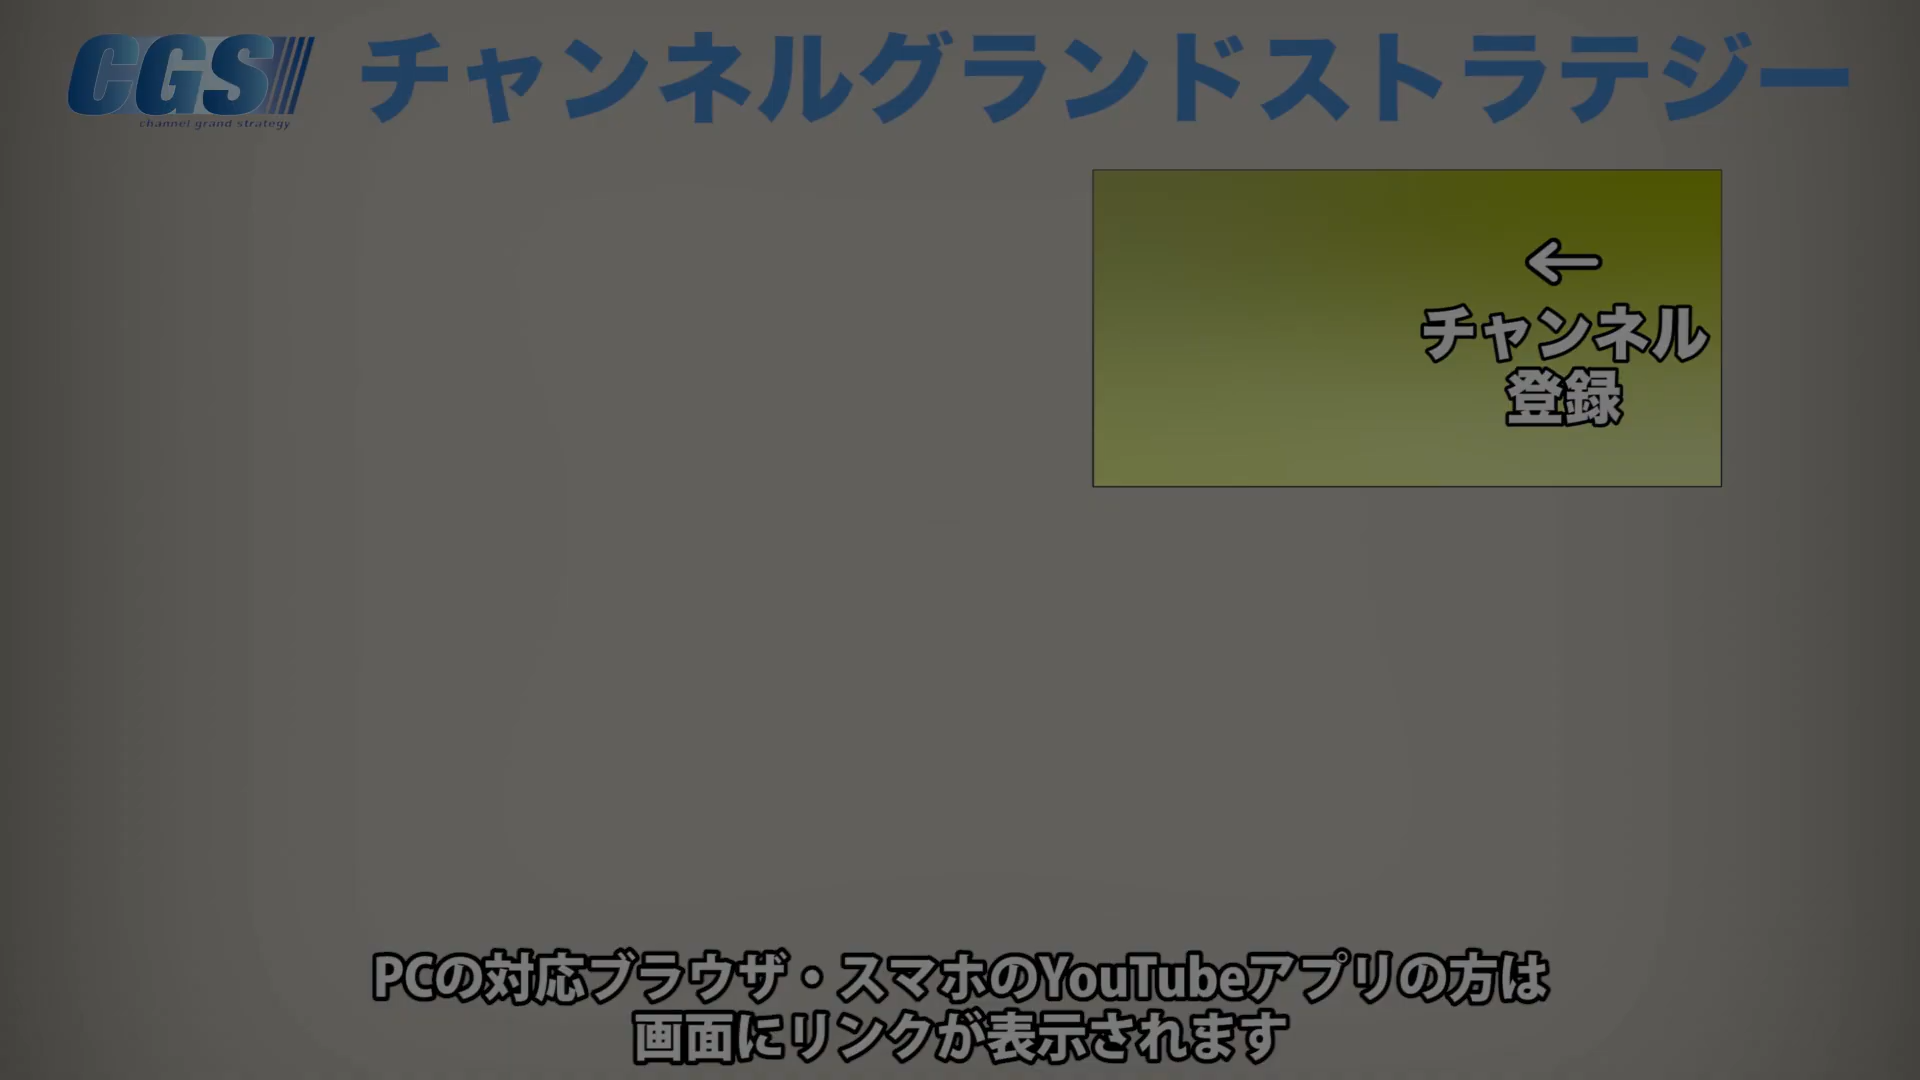 CGS
channel grand strategy
チャンネルグランドストラテジー
←
チャンネル
登録
PCの対応ブラウザ・スマホのYouTubeアプリの方は
画面にリンクが表示されます